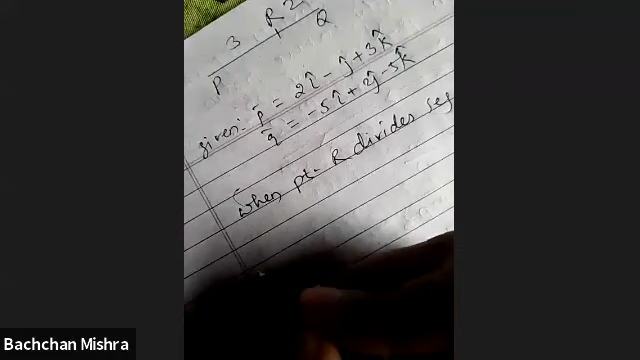 3 R 2
P Q
given: p̄ = 2î - ĵ + 3k̂
q̄ = -5î + 2ĵ - 5k̂
when pt. R divides seg
Bachchan Mishra